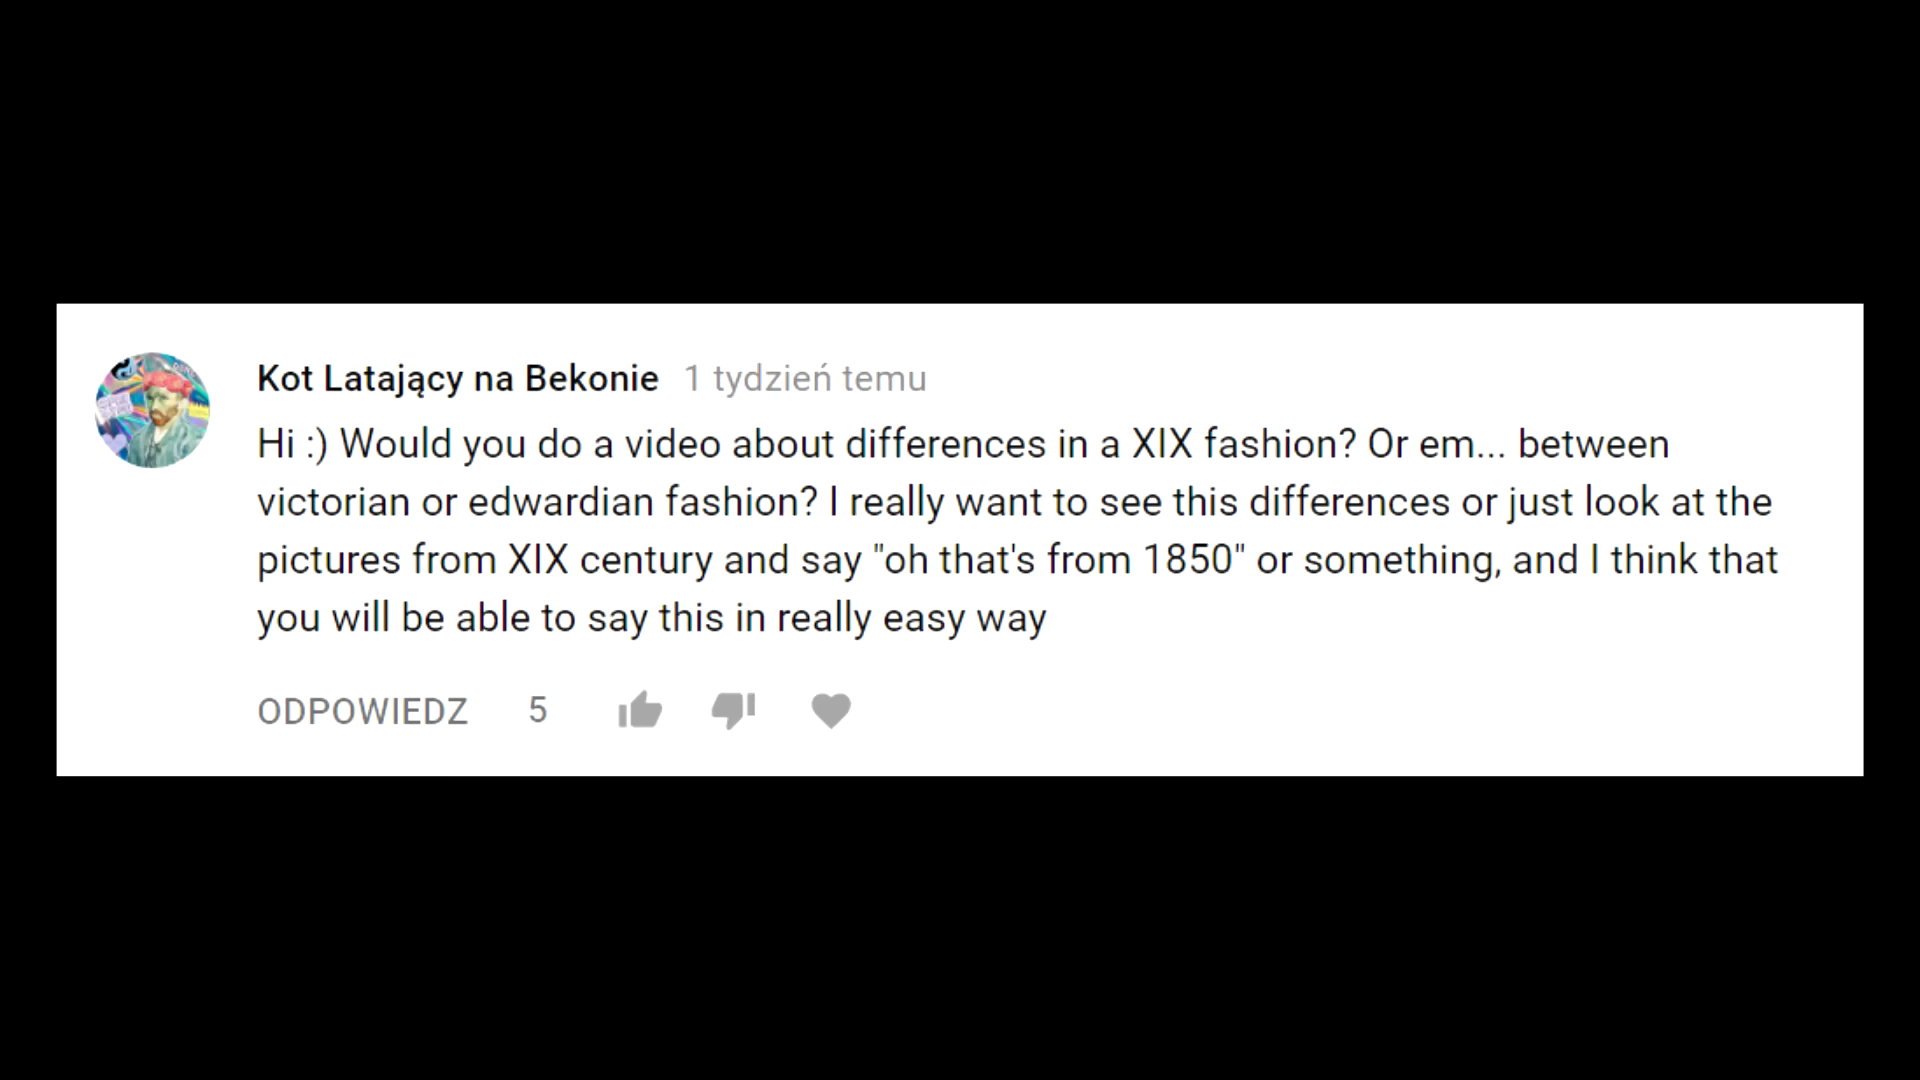 Kot Latający na Bekonie 1 tydzień temu
Hi :) Would you do a video about differences in a XIX fashion? Or em... between
victorian or edwardian fashion? I really want to see this differences or just look at the
pictures from XIX century and say "oh that's from 1850" or something, and I think that
you will be able to say this in really easy way
ODPOWIEDZ 5